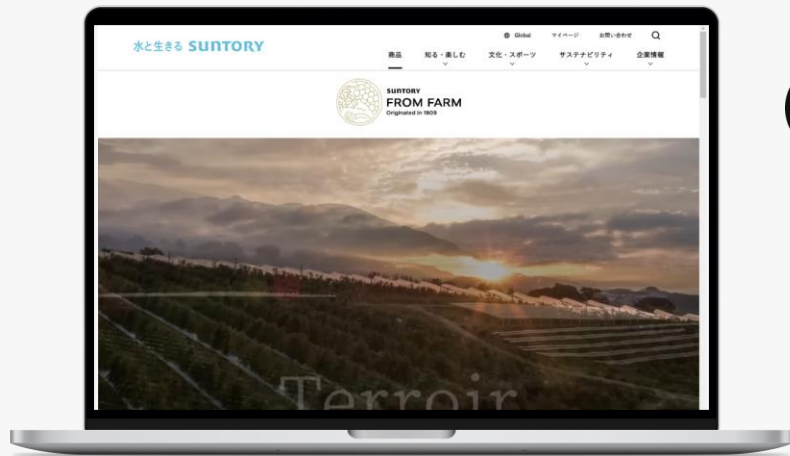 水と生きる SUNTORY
Global マイページ お問い合わせ
商品 知る・楽しむ 文化・スポーツ サステナビリティ 企業情報
SUNTORY
FROM FARM
Originated in 1909
Terroir